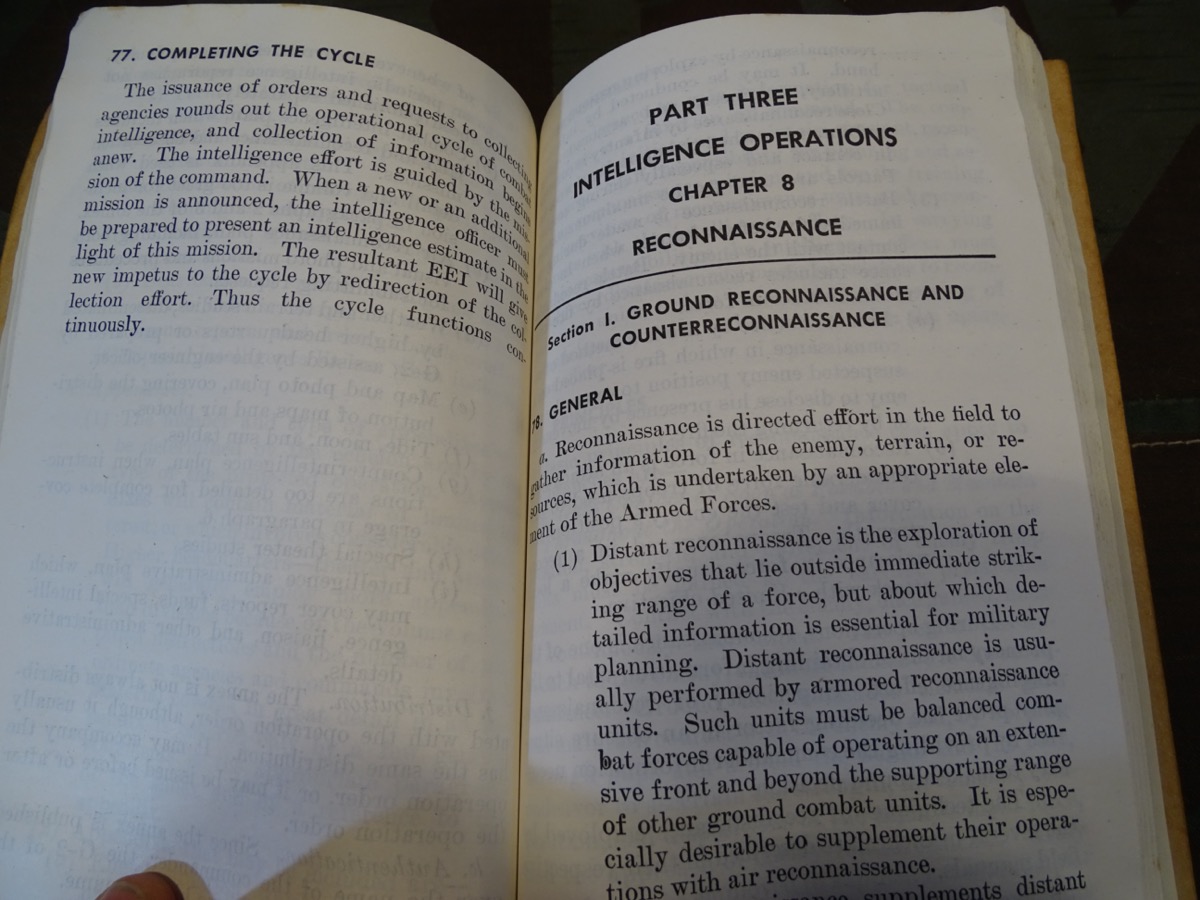 77. COMPLETING THE CYCLE
The issuance of orders and requests to collecting
agencies rounds out the operational cycle of combat
intelligence, and collection of information begins
anew. The intelligence effort is guided by the mis-
sion of the command. When a new or an additional
mission is announced, the intelligence officer must
be prepared to present an intelligence estimate in the
light of this mission. The resultant EEI will give
new impetus to the cycle by redirection of the col-
lection effort. Thus the cycle functions con-
tinuously.
PART THREE
INTELLIGENCE OPERATIONS
CHAPTER 8
RECONNAISSANCE
Section I. GROUND RECONNAISSANCE AND
COUNTERRECONNAISSANCE
78. GENERAL
a. Reconnaissance is directed effort in the field to
gather information of the enemy, terrain, or re-
sources, which is undertaken by an appropriate ele-
ment of the Armed Forces.
(1) Distant reconnaissance is the exploration of
objectives that lie outside immediate strik-
ing range of a force, but about which de-
tailed information is essential for military
planning. Distant reconnaissance is usu-
ally performed by armored reconnaissance
units. Such units must be balanced com-
bat forces capable of operating on an exten-
sive front and beyond the supporting range
of other ground combat units. It is espe-
cially desirable to supplement their opera-
tions with air reconnaissance.
supplements distant